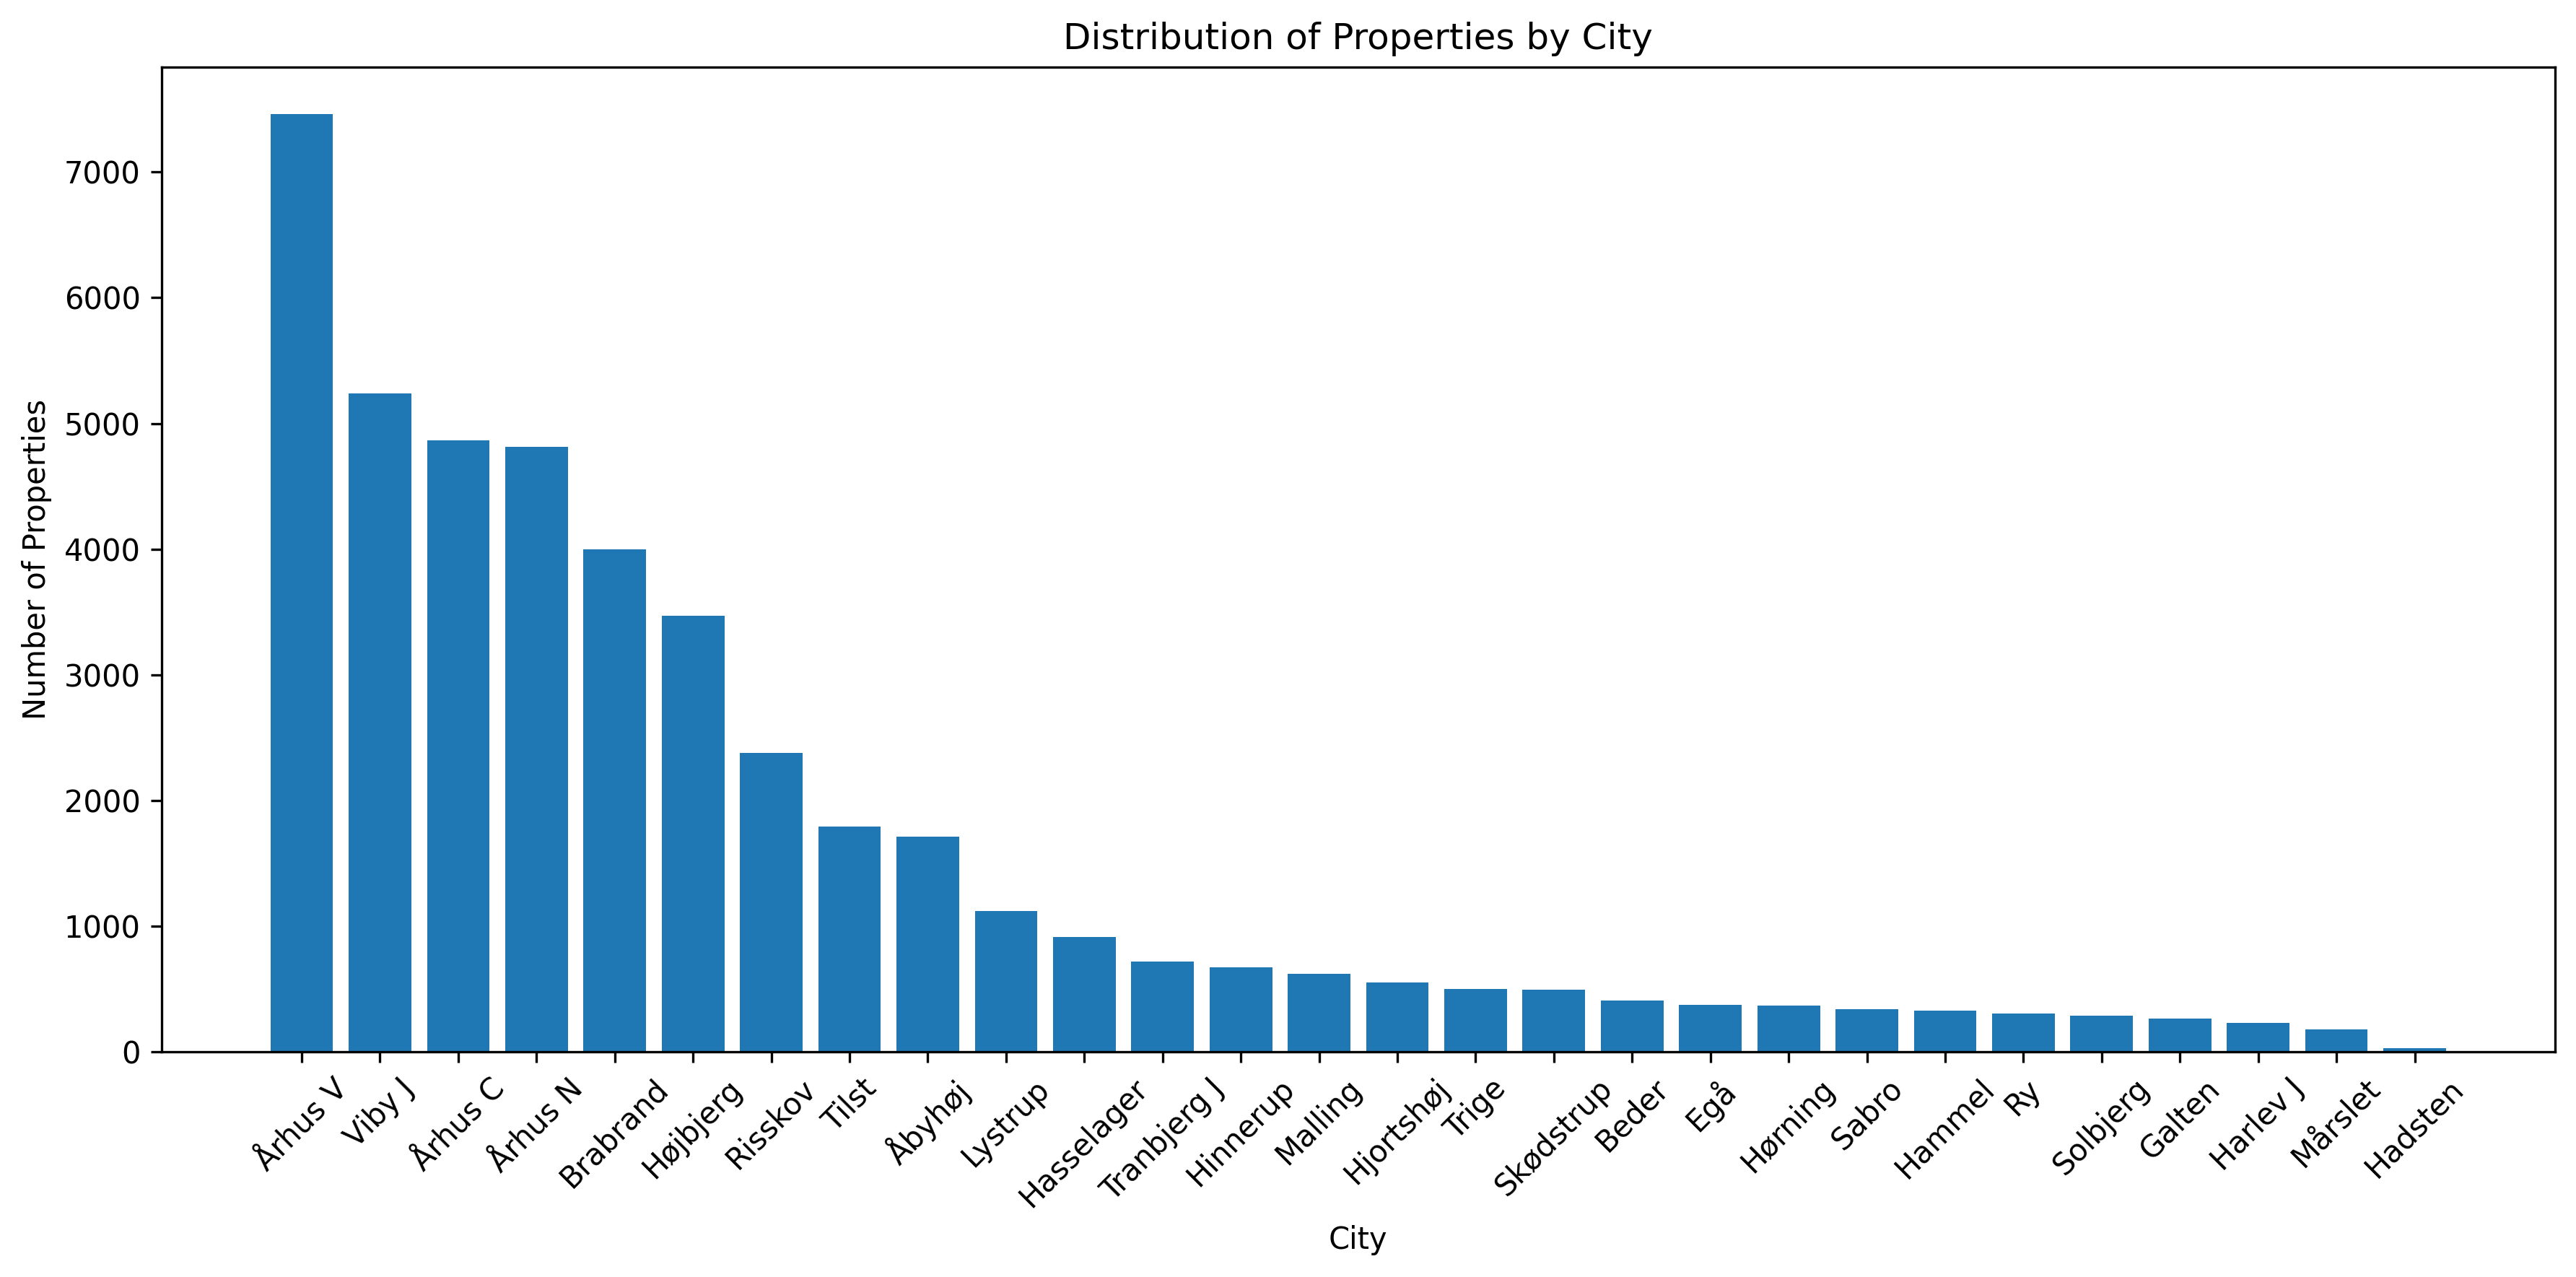 Distribution of Properties by City
Number of Properties
7000
6000
5000
4000
3000
2000
1000
0
Århus V
Viby J
Århus C
Århus N
Brabrand
Højbjerg
Risskov
Tilst
Åbyhøj
Lystrup
Hasselager
Tranbjerg J
Hinnerup
Malling
Hjortshøj
Trige
Skødstrup
Beder
Egå
Hørning
Sabro
Hammel
Ry
Solbjerg
Galten
Harlev J
Mårslet
Hadsten
City